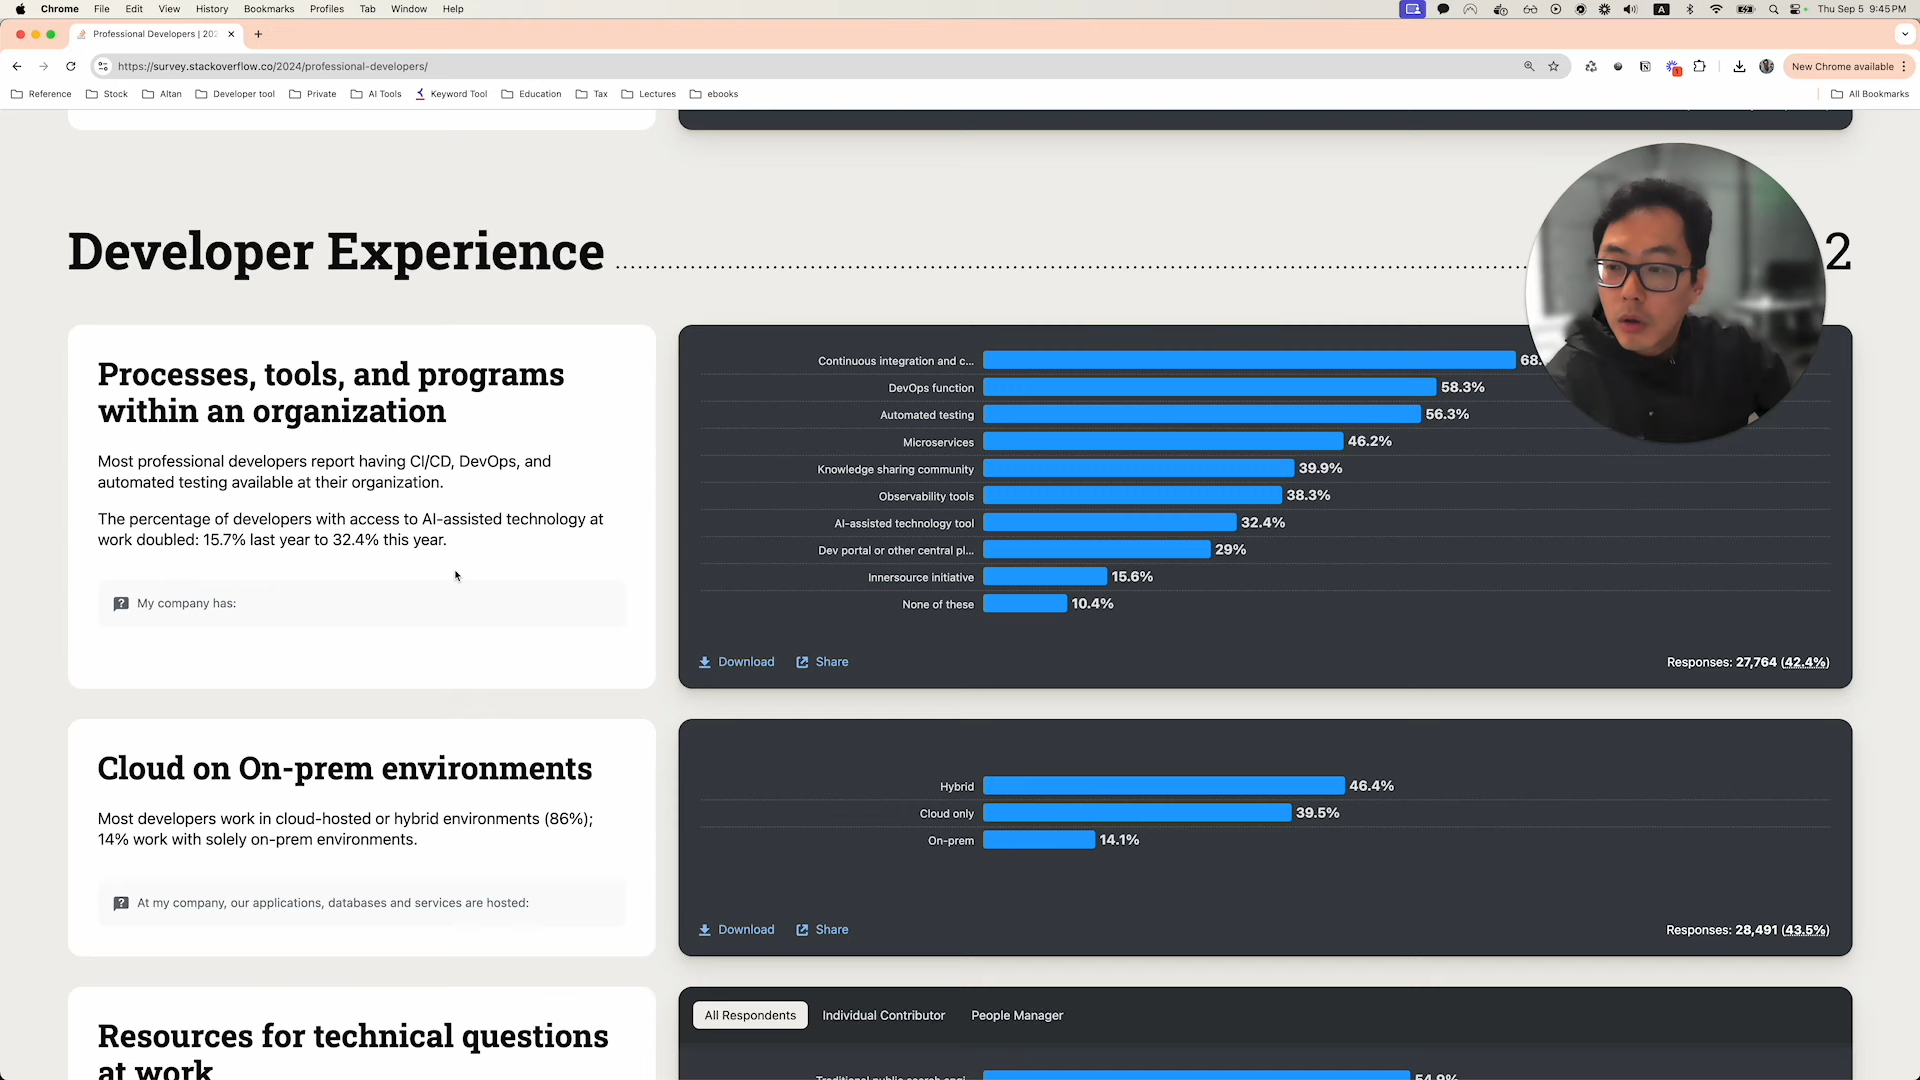 Chrome File Edit View History Bookmarks Profiles Tab Window Help
A Thu Sep 5 9:45 PM
Professional Developers | 202
https://survey.stackoverflow.co/2024/professional-developers/
New Chrome available
Reference Stock Altan Developer tool Private AI Tools Keyword Tool Education Tax Lectures ebooks
All Bookmarks
Developer Experience
2
Processes, tools, and programs
within an organization
Most professional developers report having CI/CD, DevOps, and
automated testing available at their organization.
The percentage of developers with access to AI-assisted technology at
work doubled: 15.7% last year to 32.4% this year.
My company has:
Continuous integration and c... 68.
DevOps function 58.3%
Automated testing 56.3%
Microservices 46.2%
Knowledge sharing community 39.9%
Observability tools 38.3%
AI-assisted technology tool 32.4%
Dev portal or other central pl... 29%
Innersource initiative 15.6%
None of these 10.4%
Download Share
Responses: 27,764 (42.4%)
Cloud on On-prem environments
Most developers work in cloud-hosted or hybrid environments (86%);
14% work with solely on-prem environments.
At my company, our applications, databases and services are hosted:
Hybrid 46.4%
Cloud only 39.5%
On-prem 14.1%
Download Share
Responses: 28,491 (43.5%)
Resources for technical questions
at work
All Respondents Individual Contributor People Manager
Traditional public search engi... 54.9%